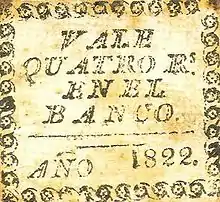 VALE
QUATRO Rs.
EN EL
BANCO.
AÑO 1822.